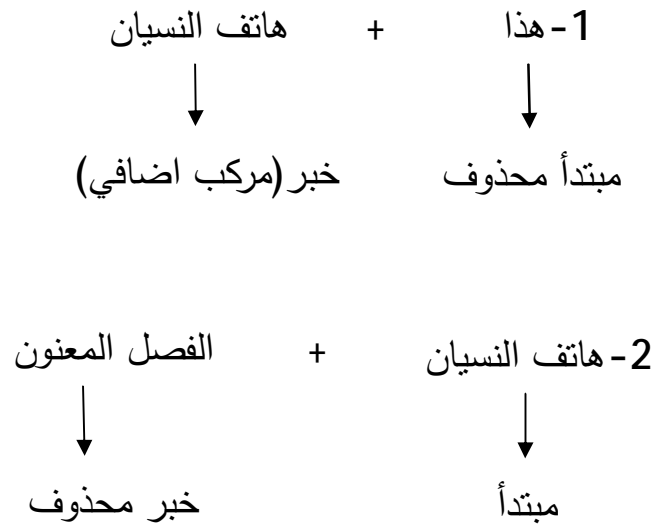 1- هذا + هاتف النسيان
مبتدأ محذوف خبر (مركب اضافي)
2- هاتف النسيان + الفصل المعنون
مبتدأ خبر محذوف